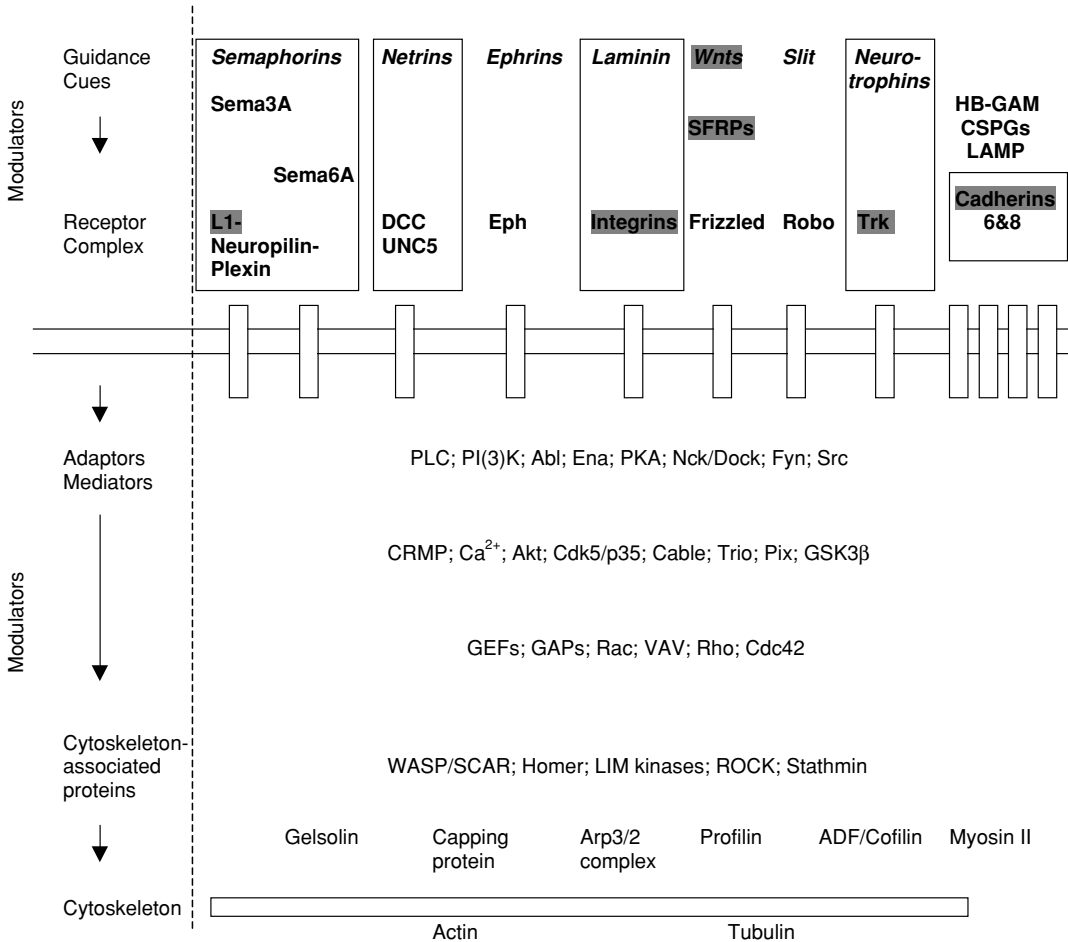 Modulators
Guidance
Cues
Semaphorins
Netrins
Ephrins
Laminin
Wnts
Slit
Neuro-
trophins
Sema3A
HB-GAM
CSPGs
LAMP
SFRPs
Sema6A
Receptor
Complex
L1-
Neuropilin-
Plexin
DCC
UNC5
Eph
Integrins
Frizzled
Robo
Trk
Cadherins
6&8
Modulators
Adaptors
Mediators
PLC; PI(3)K; Abl; Ena; PKA; Nck/Dock; Fyn; Src
CRMP; Ca²⁺; Akt; Cdk5/p35; Cable; Trio; Pix; GSK3β
GEFs; GAPs; Rac; VAV; Rho; Cdc42
Cytoskeleton-
associated
proteins
WASP/SCAR; Homer; LIM kinases; ROCK; Stathmin
Gelsolin
Capping
protein
Arp3/2
complex
Profilin
ADF/Cofilin
Myosin II
Cytoskeleton
Actin
Tubulin